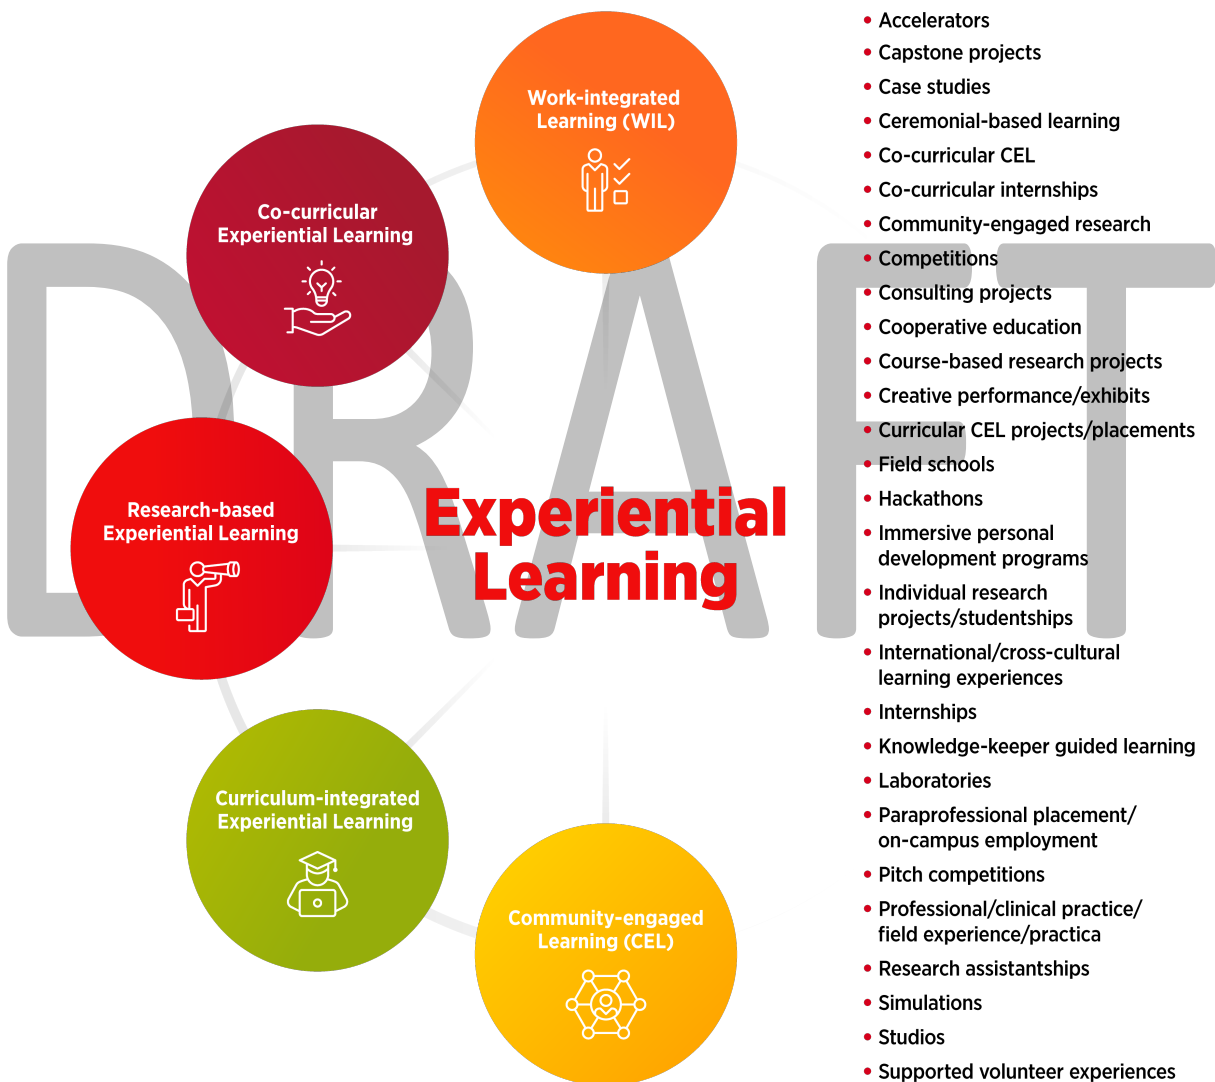 Work-integrated
Learning (WIL)
Co-curricular
Experiential Learning
Research-based
Experiential Learning
Curriculum-integrated
Experiential Learning
Community-engaged
Learning (CEL)
Experiential
Learning
DRAFT
• Accelerators
• Capstone projects
• Case studies
• Ceremonial-based learning
• Co-curricular CEL
• Co-curricular internships
• Community-engaged research
• Competitions
• Consulting projects
• Cooperative education
• Course-based research projects
• Creative performance/exhibits
• Curricular CEL projects/placements
• Field schools
• Hackathons
• Immersive personal
development programs
• Individual research
projects/studentships
• International/cross-cultural
learning experiences
• Internships
• Knowledge-keeper guided learning
• Laboratories
• Paraprofessional placement/
on-campus employment
• Pitch competitions
• Professional/clinical practice/
field experience/practica
• Research assistantships
• Simulations
• Studios
• Supported volunteer experiences